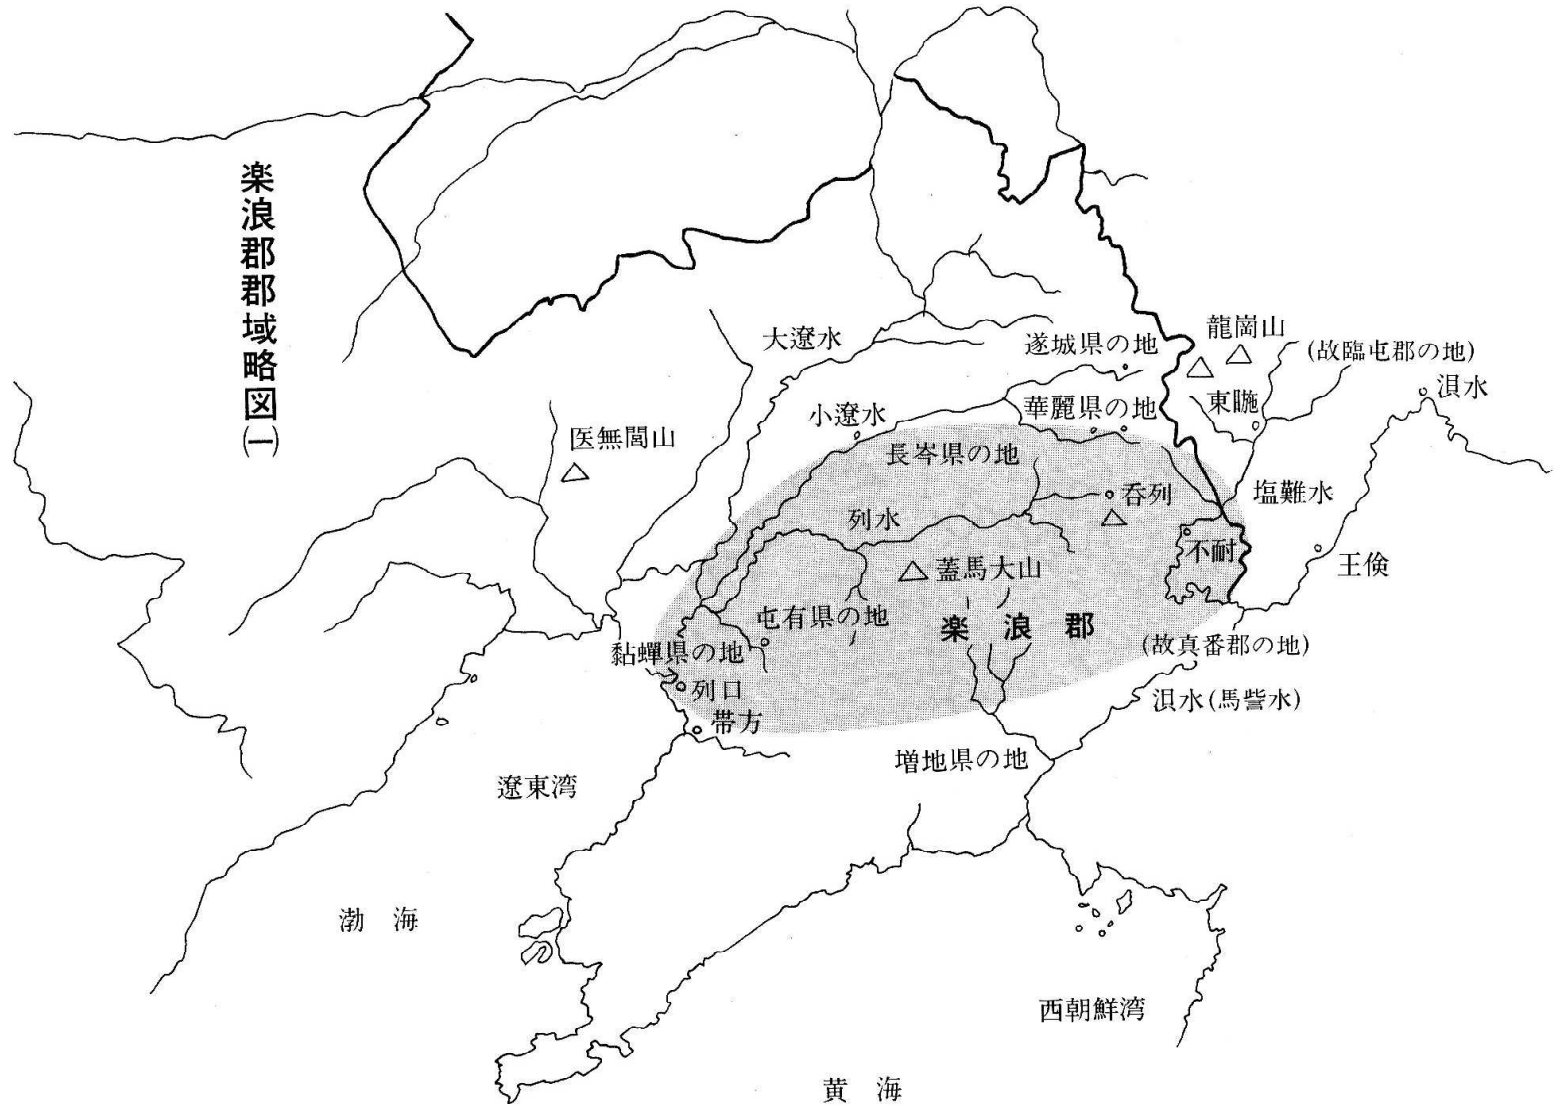 楽浪郡郡域略図(一)
大遼水
遂城県の地
龍崗山
(故臨屯郡の地)
浿水
小遼水
華麗県の地
東暆
医無閭山
長岑県の地
呑列
塩難水
列水
不耐
蓋馬大山
王倹
屯有県の地
楽浪郡
黏蟬県の地
(故真番郡の地)
列口
浿水(馬訾水)
帯方
増地県の地
遼東湾
渤海
西朝鮮湾
黄海